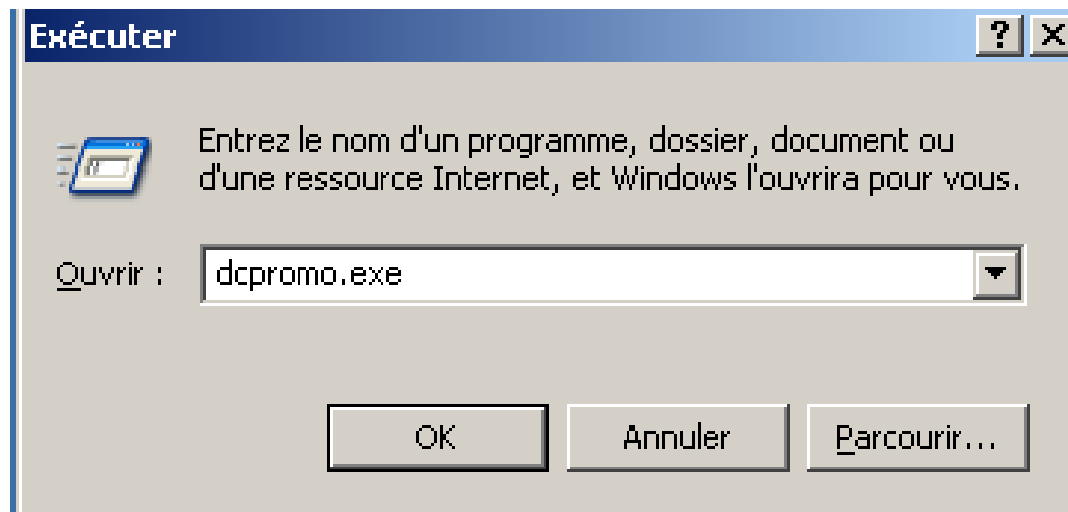 Exécuter
?
Entrez le nom d'un programme, dossier, document ou
d'une ressource Internet, et Windows l'ouvrira pour vous.
Ouvrir : dcpromo.exe
OK Annuler Parcourir...